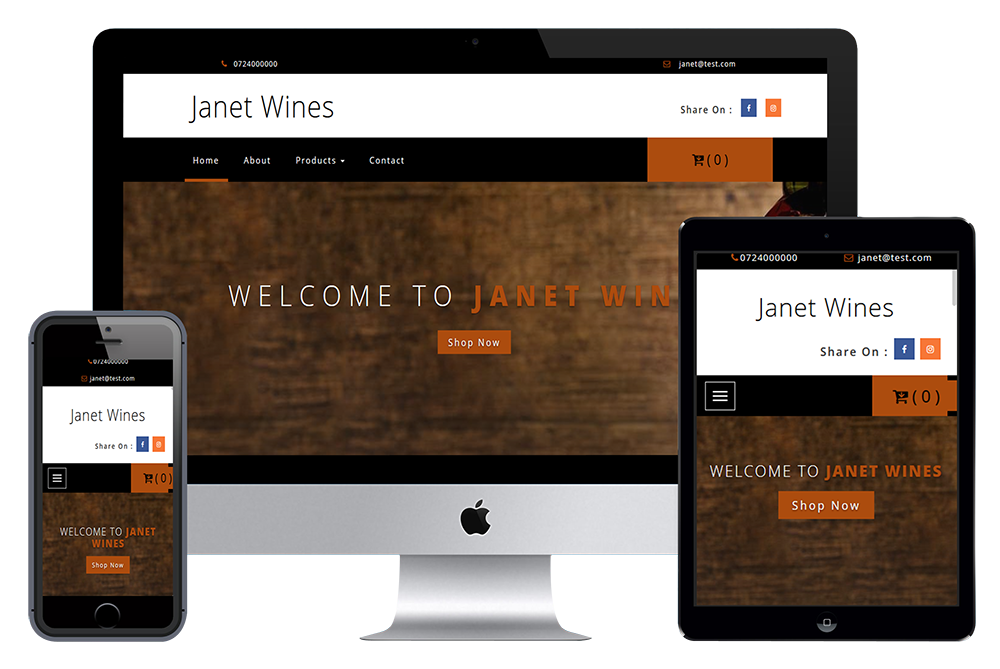 0724000000 janet@test.com
Janet Wines
Share On :
Home About Products Contact
(0)
WELCOME TO JANET WIN
Shop Now
0724000000 janet@test.com
Janet Wines
Share On :
(0)
WELCOME TO JANET WINES
Shop Now
0724000000
janet@test.com
Janet Wines
Share On :
(0)
WELCOME TO JANET
WINES
Shop Now